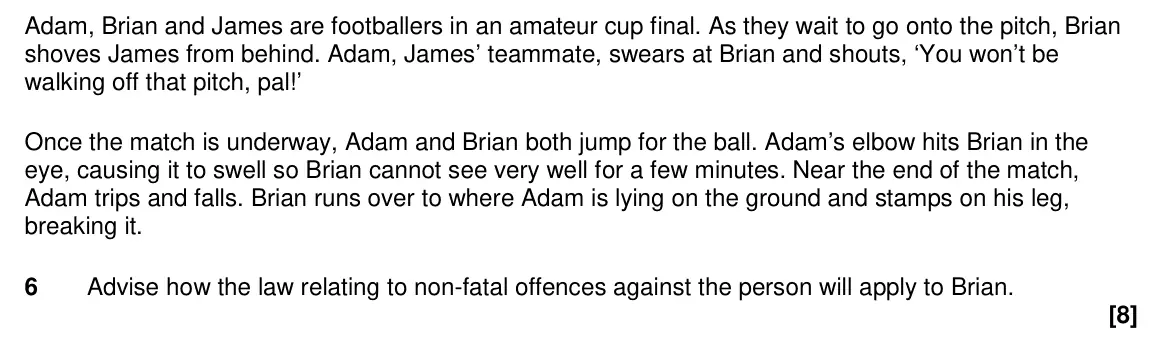 Adam, Brian and James are footballers in an amateur cup final. As they wait to go onto the pitch, Brian
shoves James from behind. Adam, James’ teammate, swears at Brian and shouts, ‘You won’t be
walking off that pitch, pal!’
Once the match is underway, Adam and Brian both jump for the ball. Adam’s elbow hits Brian in the
eye, causing it to swell so Brian cannot see very well for a few minutes. Near the end of the match,
Adam trips and falls. Brian runs over to where Adam is lying on the ground and stamps on his leg,
breaking it.
6 Advise how the law relating to non-fatal offences against the person will apply to Brian.
[8]